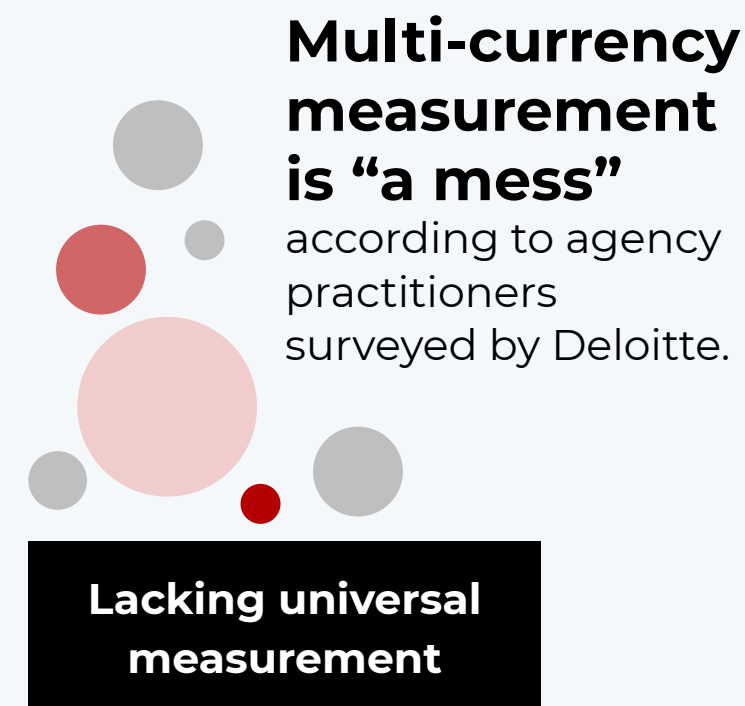 Multi-currency
measurement
is “a mess”
according to agency
practitioners
surveyed by Deloitte.
Lacking universal
measurement